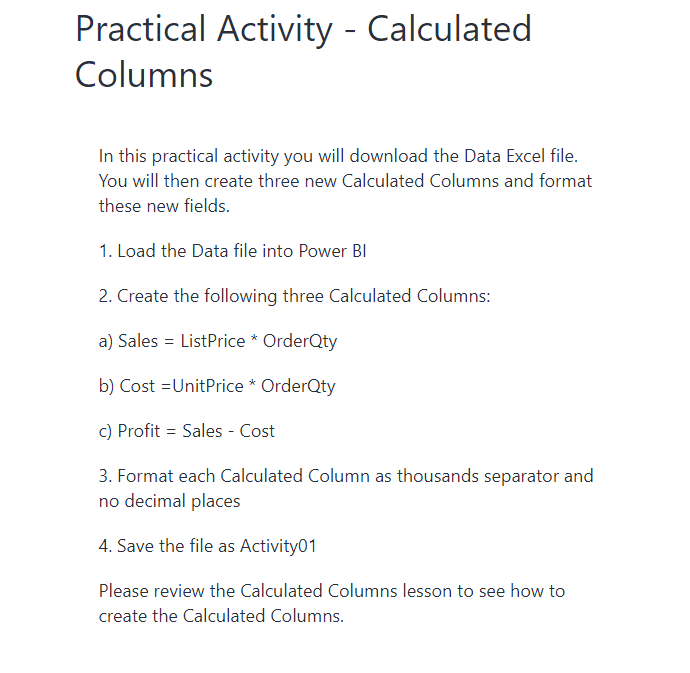 Practical Activity - Calculated
Columns
In this practical activity you will download the Data Excel file.
You will then create three new Calculated Columns and format
these new fields.
1. Load the Data file into Power BI
2. Create the following three Calculated Columns:
a) Sales = ListPrice * OrderQty
b) Cost =UnitPrice * OrderQty
c) Profit = Sales - Cost
3. Format each Calculated Column as thousands separator and
no decimal places
4. Save the file as Activity01
Please review the Calculated Columns lesson to see how to
create the Calculated Columns.